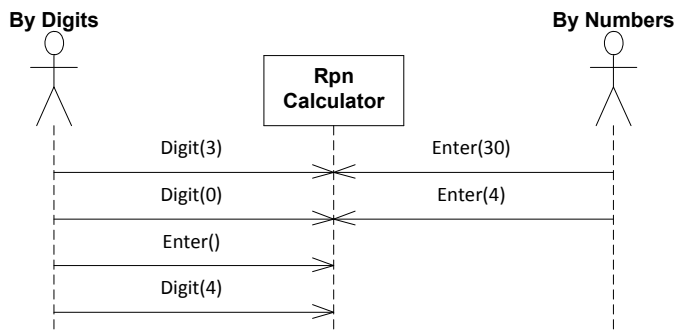 By Digits
By Numbers
Rpn
Calculator
Digit(3)
Enter(30)
Digit(0)
Enter(4)
Enter()
Digit(4)